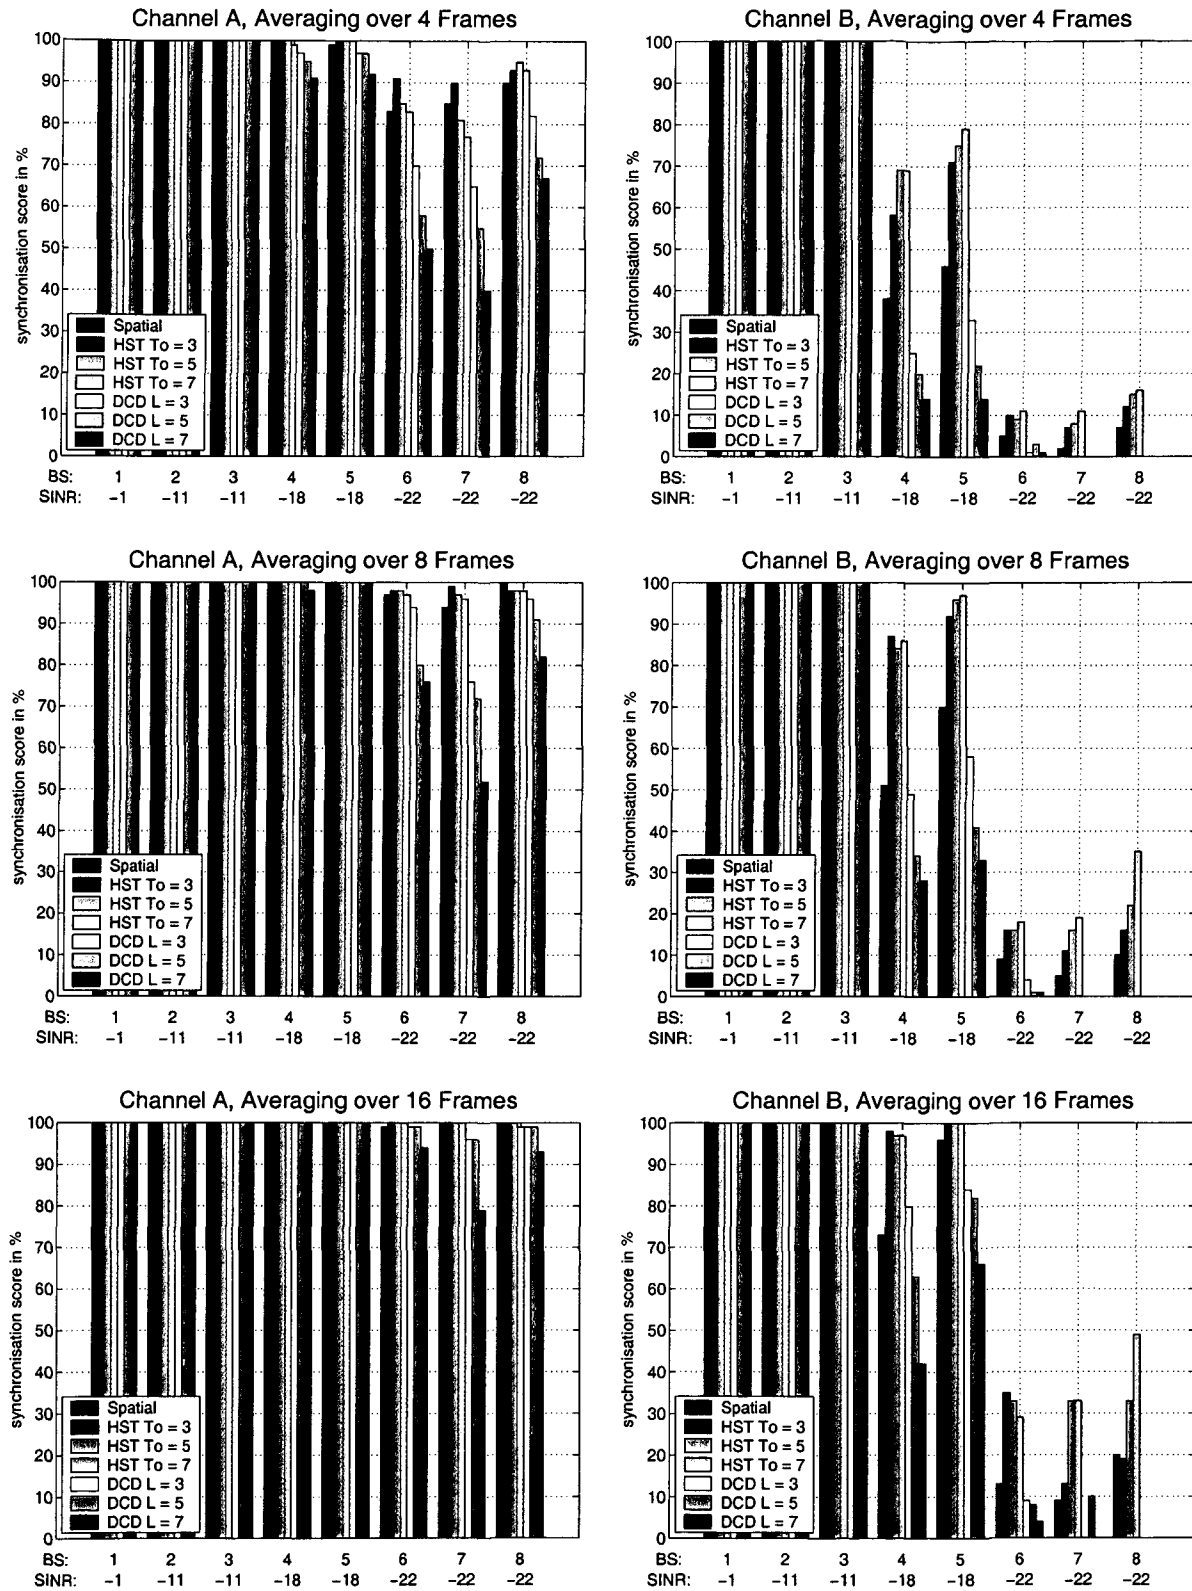 Channel A, Averaging over 4 Frames
synchronisation score in %
100
90
80
70
60
50
40
30
20
10
0
Spatial
HST To = 3
HST To = 5
HST To = 7
DCD L = 3
DCD L = 5
DCD L = 7
BS: 1 2 3 4 5 6 7 8
SINR: -1 -11 -11 -18 -18 -22 -22 -22
Channel B, Averaging over 4 Frames
synchronisation score in %
100
90
80
70
60
50
40
30
20
10
0
Spatial
HST To = 3
HST To = 5
HST To = 7
DCD L = 3
DCD L = 5
DCD L = 7
BS: 1 2 3 4 5 6 7 8
SINR: -1 -11 -11 -18 -18 -22 -22 -22
Channel A, Averaging over 8 Frames
synchronisation score in %
100
90
80
70
60
50
40
30
20
10
0
Spatial
HST To = 3
HST To = 5
HST To = 7
DCD L = 3
DCD L = 5
DCD L = 7
BS: 1 2 3 4 5 6 7 8
SINR: -1 -11 -11 -18 -18 -22 -22 -22
Channel B, Averaging over 8 Frames
synchronisation score in %
100
90
80
70
60
50
40
30
20
10
0
Spatial
HST To = 3
HST To = 5
HST To = 7
DCD L = 3
DCD L = 5
DCD L = 7
BS: 1 2 3 4 5 6 7 8
SINR: -1 -11 -11 -18 -18 -22 -22 -22
Channel A, Averaging over 16 Frames
synchronisation score in %
100
90
80
70
60
50
40
30
20
10
0
Spatial
HST To = 3
HST To = 5
HST To = 7
DCD L = 3
DCD L = 5
DCD L = 7
BS: 1 2 3 4 5 6 7 8
SINR: -1 -11 -11 -18 -18 -22 -22 -22
Channel B, Averaging over 16 Frames
synchronisation score in %
100
90
80
70
60
50
40
30
20
10
0
Spatial
HST To = 3
HST To = 5
HST To = 7
DCD L = 3
DCD L = 5
DCD L = 7
BS: 1 2 3 4 5 6 7 8
SINR: -1 -11 -11 -18 -18 -22 -22 -22